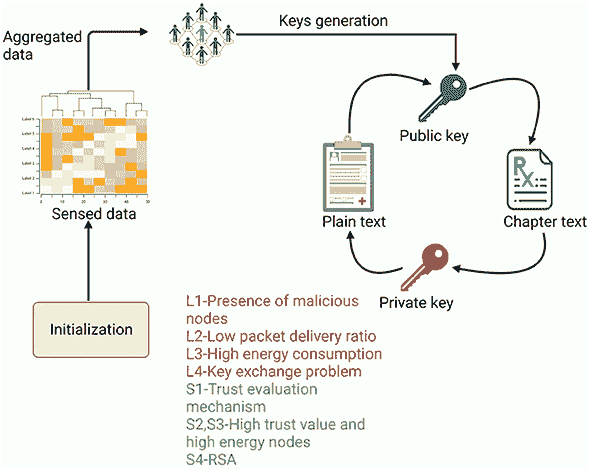 Aggregated
data
Keys generation
Public key
Sensed data
Plain text
Chapter text
Private key
Initialization
L1-Presence of malicious
nodes
L2-Low packet delivery ratio
L3-High energy consumption
L4-Key exchange problem
S1-Trust evaluation
mechanism
S2,S3-High trust value and
high energy nodes
S4-RSA